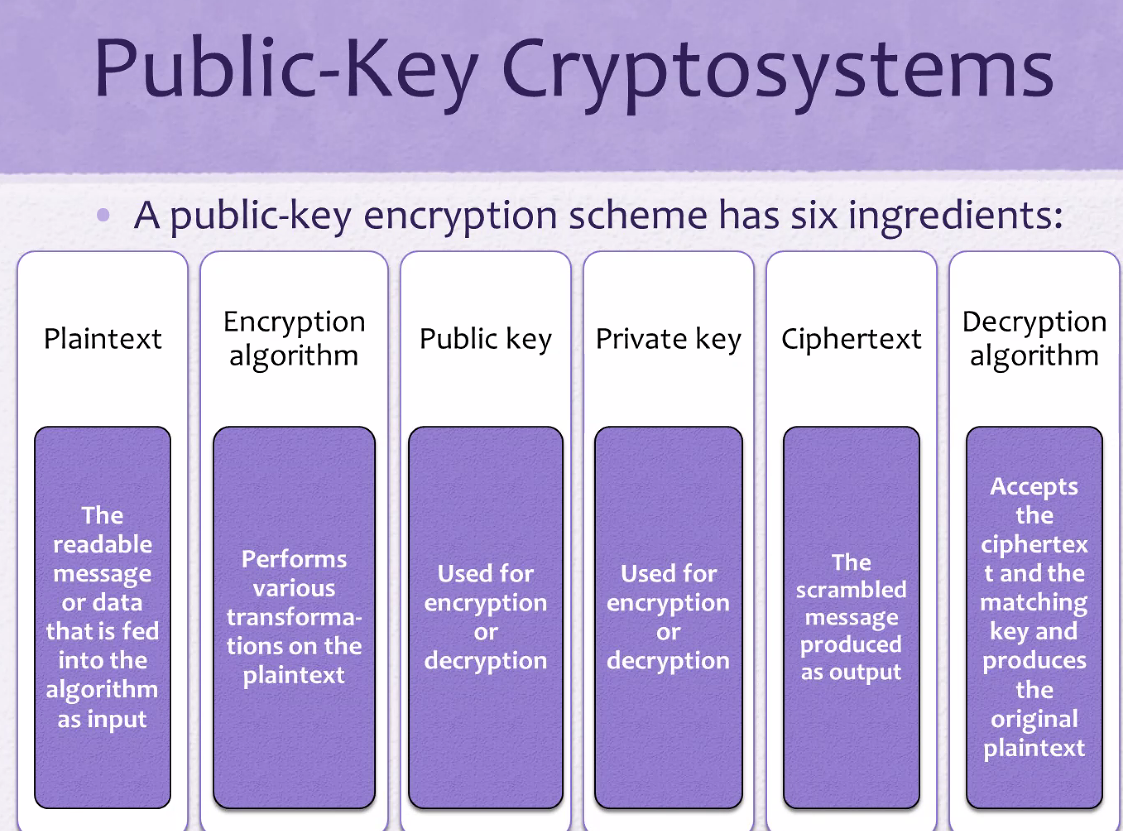 Public-Key Cryptosystems
• A public-key encryption scheme has six ingredients:
Plaintext
The
readable
message
or data
that is fed
into the
algorithm
as input
Encryption
algorithm
Performs
various
transforma-
tions on the
plaintext
Public key
Used for
encryption
or
decryption
Private key
Used for
encryption
or
decryption
Ciphertext
The
scrambled
message
produced
as output
Decryption
algorithm
Accepts
the
ciphertex
t and the
matching
key and
produces
the
original
plaintext